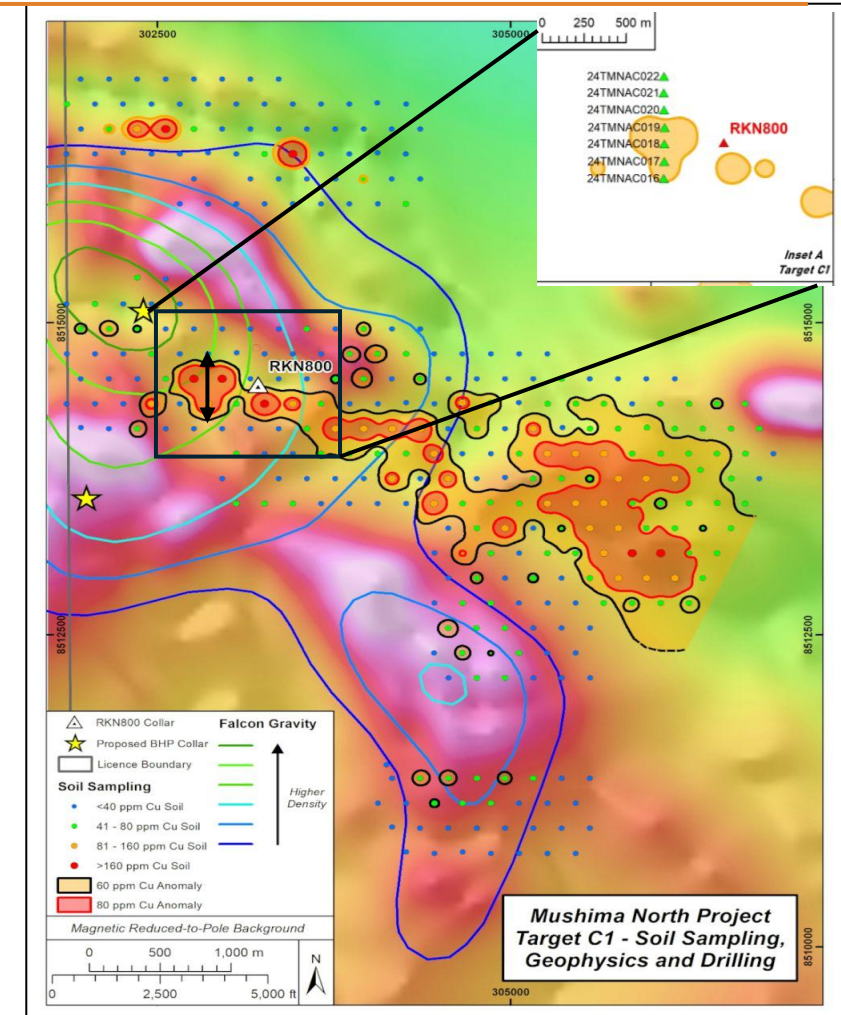 302500
305000
0 250 500 m
24TMNAC022
24TMNAC021
24TMNAC020
24TMNAC019
24TMNAC018
24TMNAC017
24TMNAC016
RKN800
Inset A
Target C1
8515000
8515000
RKN800
8512500
8512500
RKN800 Collar
Proposed BHP Collar
Licence Boundary
Soil Sampling
<40 ppm Cu Soil
41 - 80 ppm Cu Soil
81 - 160 ppm Cu Soil
>160 ppm Cu Soil
60 ppm Cu Anomaly
80 ppm Cu Anomaly
Falcon Gravity
Higher
Density
Magnetic Reduced-to-Pole Background
0 500 1,000 m
0 2,500 5,000 ft
N
Mushima North Project
Target C1 - Soil Sampling,
Geophysics and Drilling
8510000
305000